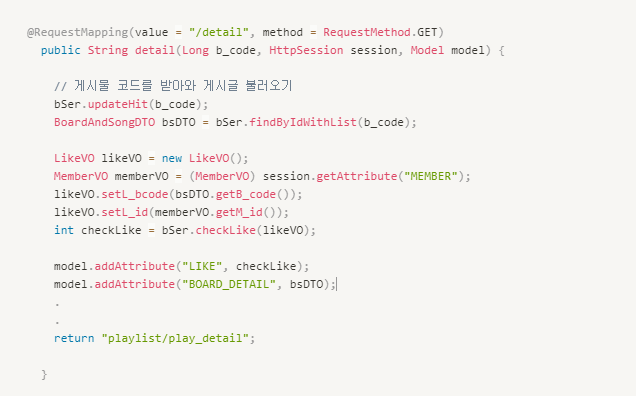 @RequestMapping(value = "/detail", method = RequestMethod.GET)
public String detail(Long b_code, HttpSession session, Model model) {
// 게시물 코드를 받아와 게시글 불러오기
bSer.updateHit(b_code);
BoardAndSongDTO bsDTO = bSer.findByIdWithList(b_code);
LikeVO likeVO = new LikeVO();
MemberVO memberVO = (MemberVO) session.getAttribute("MEMBER");
likeVO.setL_bcode(bsDTO.getB_code());
likeVO.setL_id(memberVO.getM_id());
int checkLike = bSer.checkLike(likeVO);
model.addAttribute("LIKE", checkLike);
model.addAttribute("BOARD_DETAIL", bsDTO);
.
.
return "playlist/play_detail";
}